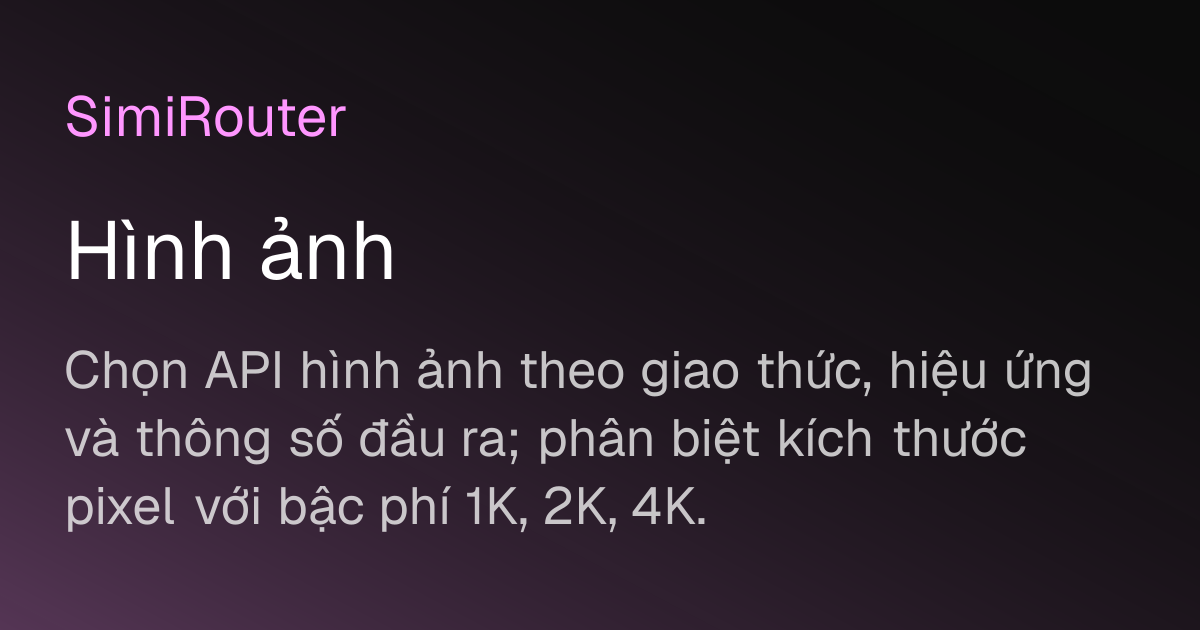 SimiRouter
Hình ảnh
Chọn API hình ảnh theo giao thức, hiệu ứng
và thông số đầu ra; phân biệt kích thước
pixel với bậc phí 1K, 2K, 4K.